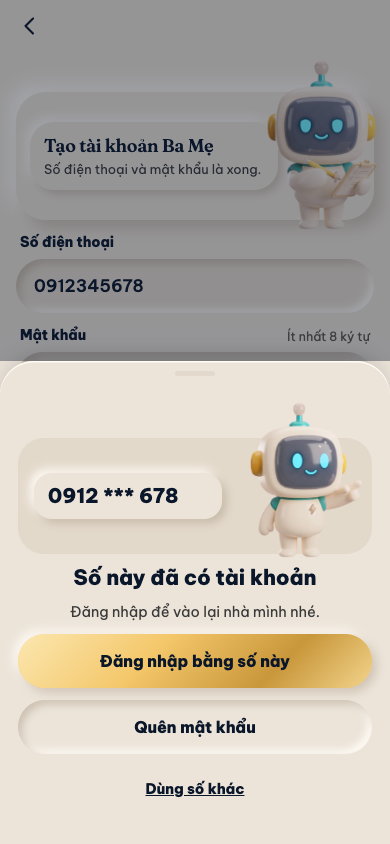 Tạo tài khoản Ba Mẹ
Số điện thoại và mật khẩu là xong.
Số điện thoại
0912345678
Mật khẩu
Ít nhất 8 ký tự
0912 *** 678
Số này đã có tài khoản
Đăng nhập để vào lại nhà mình nhé.
Đăng nhập bằng số này
Quên mật khẩu
Dùng số khác